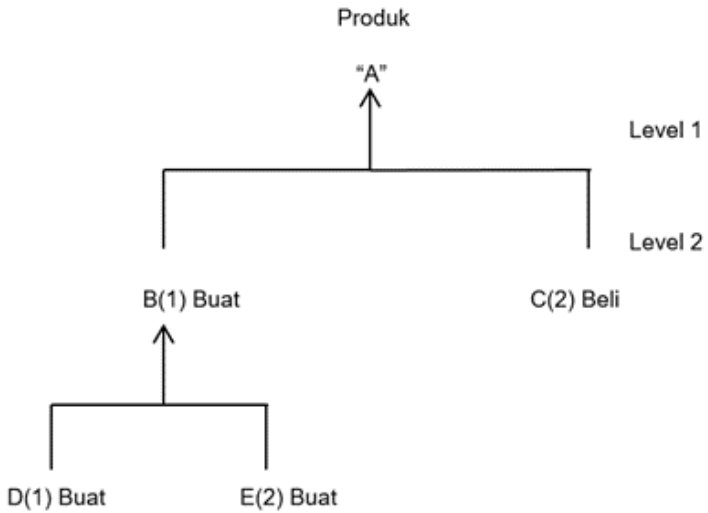 Produk
“A”
Level 1
Level 2
B(1) Buat
C(2) Beli
D(1) Buat
E(2) Buat